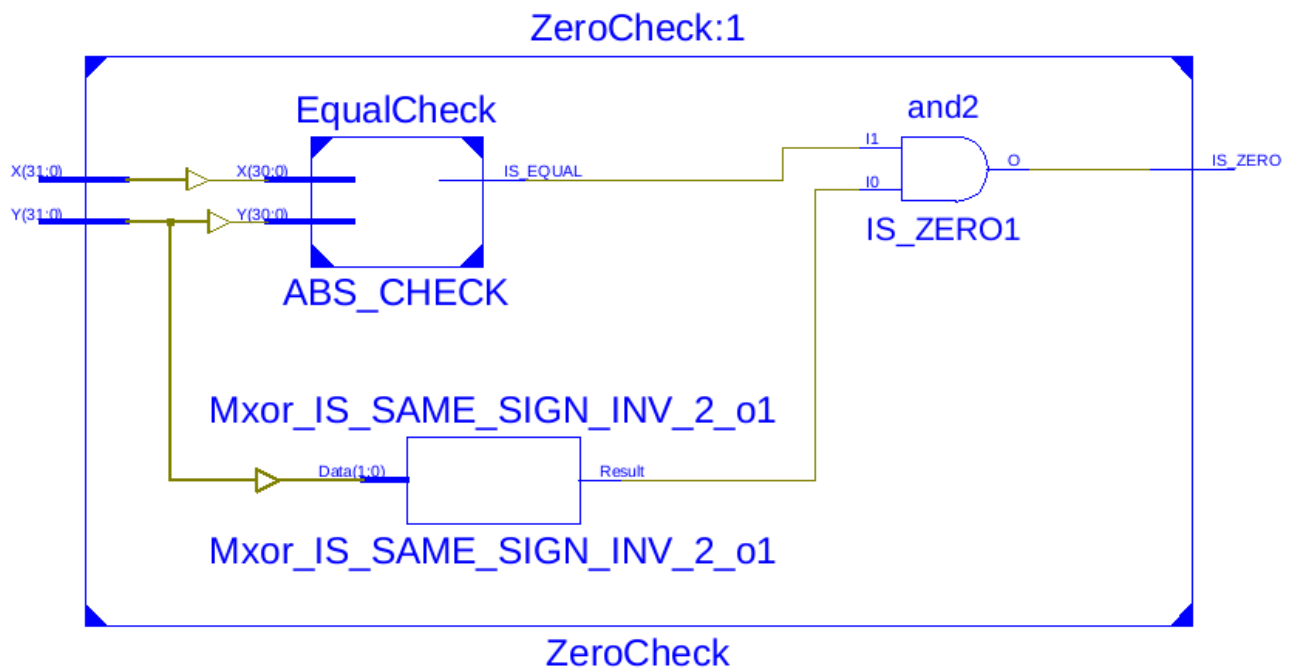 ZeroCheck:1
EqualCheck
and2
X(31:0)
X(30:0)
IS_EQUAL
I1
O
IS_ZERO
Y(31:0)
Y(30:0)
I0
IS_ZERO1
ABS_CHECK
Mxor_IS_SAME_SIGN_INV_2_o1
Data(1:0)
Result
Mxor_IS_SAME_SIGN_INV_2_o1
ZeroCheck